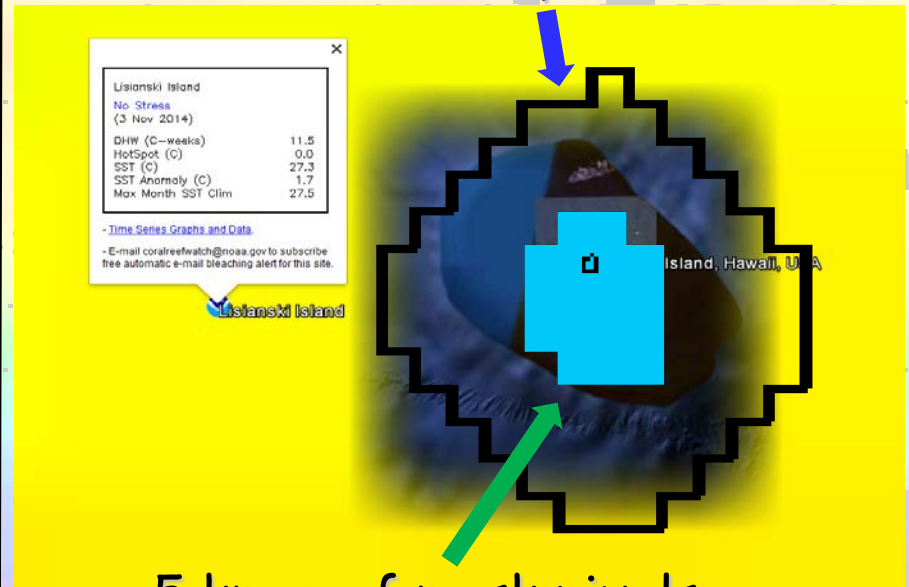 ×
Lisianski Island
No Stress
(3 Nov 2014)
DHW (C-weeks) 11.5
HotSpot (C) 0.0
SST (C) 27.3
SST Anomaly (C) 1.7
Max Month SST Clim 27.5
- Time Series Graphs and Data.
- E-mail coralreefwatch@noaa.gov to subscribe
free automatic e-mail bleaching alert for this site.
Island, Hawaii, U
Lisianski Island